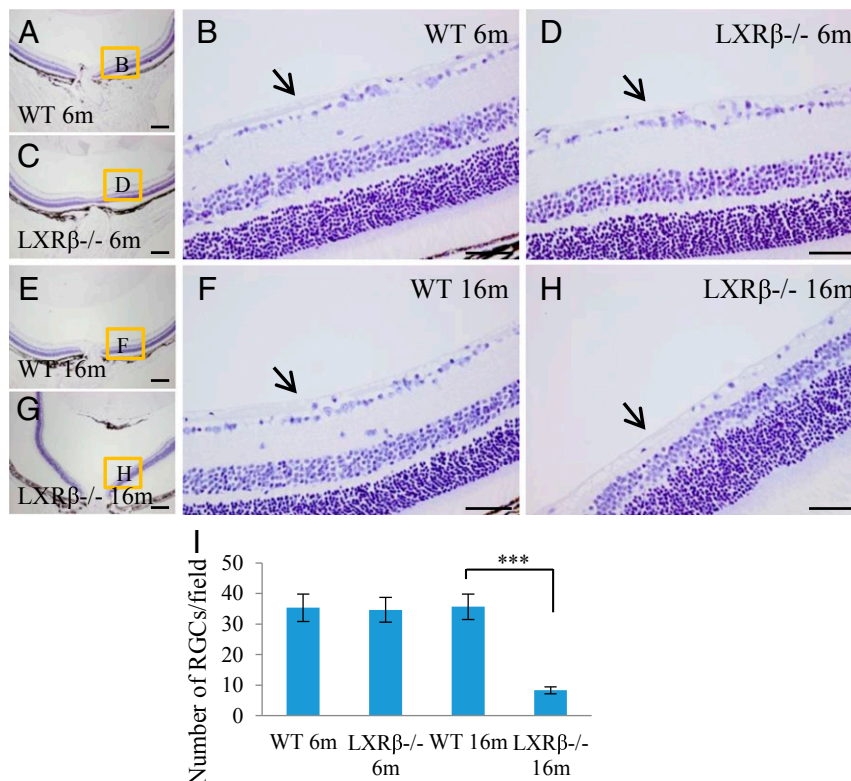 A
B
WT 6m
C
D
LXRβ-/- 6m
B
WT 6m
D
LXRβ-/- 6m
E
F
WT 16m
G
H
LXRβ-/- 16m
F
WT 16m
H
LXRβ-/- 16m
I
Number of RGCs/field
50
40
30
20
10
0
***
WT 6m
LXRβ-/-
6m
WT 16m
LXRβ-/-
16m